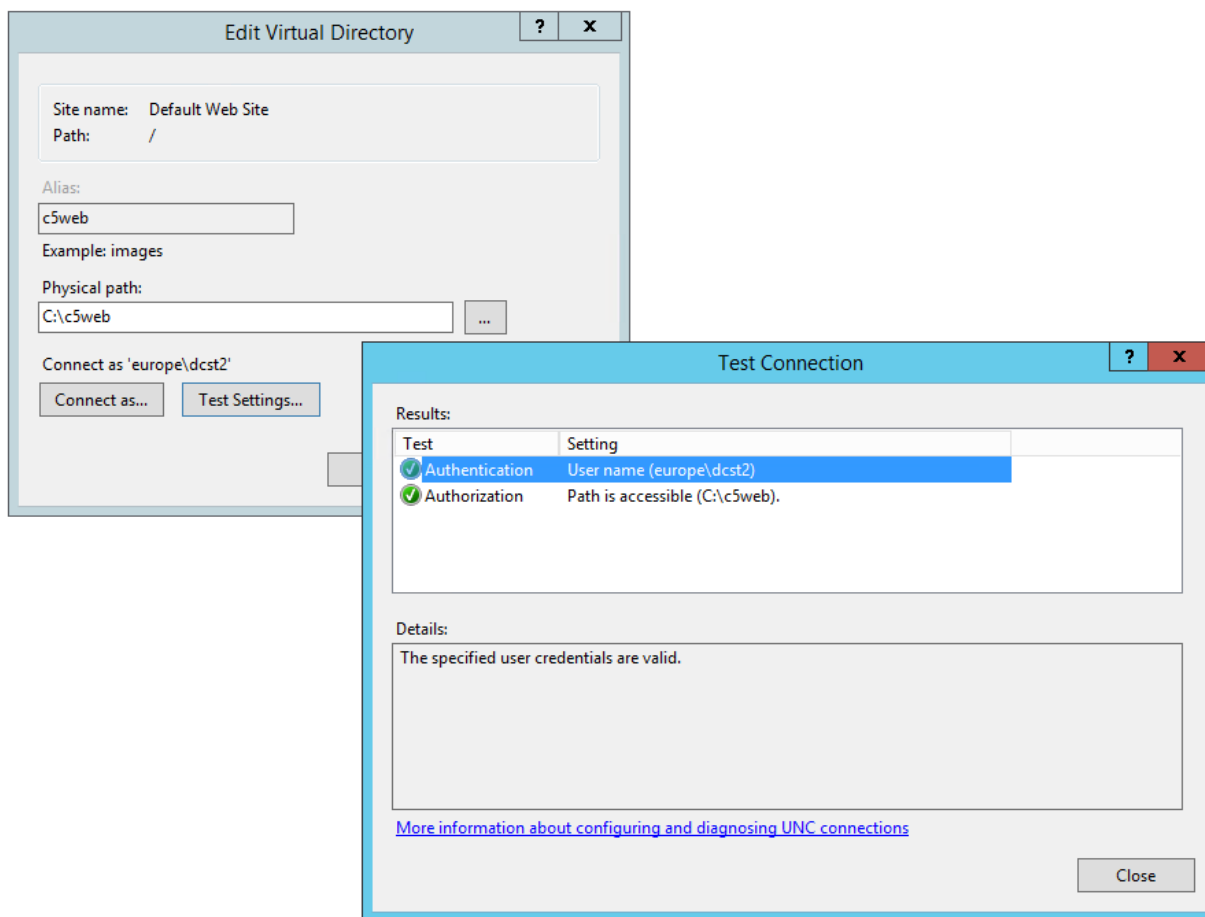 Edit Virtual Directory
? x
Site name: Default Web Site
Path: /
Alias:
c5web
Example: images
Physical path:
C:\c5web
...
Connect as 'europe\dcst2'
Connect as... Test Settings...
Test Connection
? x
Results:
Test Setting
Authentication User name (europe\dcst2)
Authorization Path is accessible (C:\c5web).
Details:
The specified user credentials are valid.
More information about configuring and diagnosing UNC connections
Close